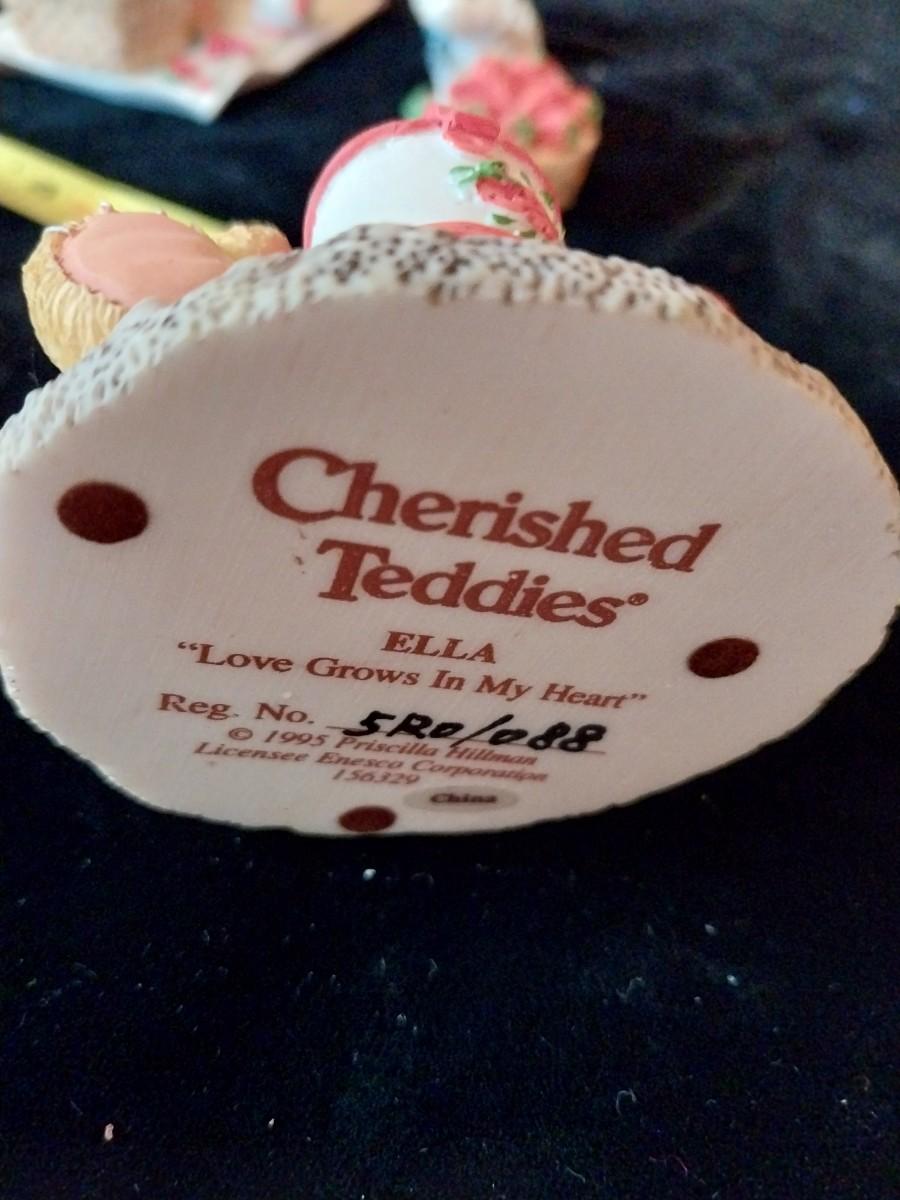 Cherished
Teddies®
ELLA
“Love Grows In My Heart”
Reg. No. 5R0/088
© 1995 Priscilla Hillman
Licensee Enesco Corporation
156329
China